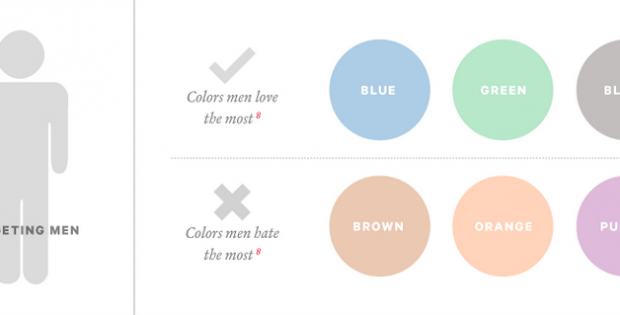 Colors men love
the most 8
BLUE
GREEN
BL
GETING MEN
Colors men hate
the most 8
BROWN
ORANGE
PU